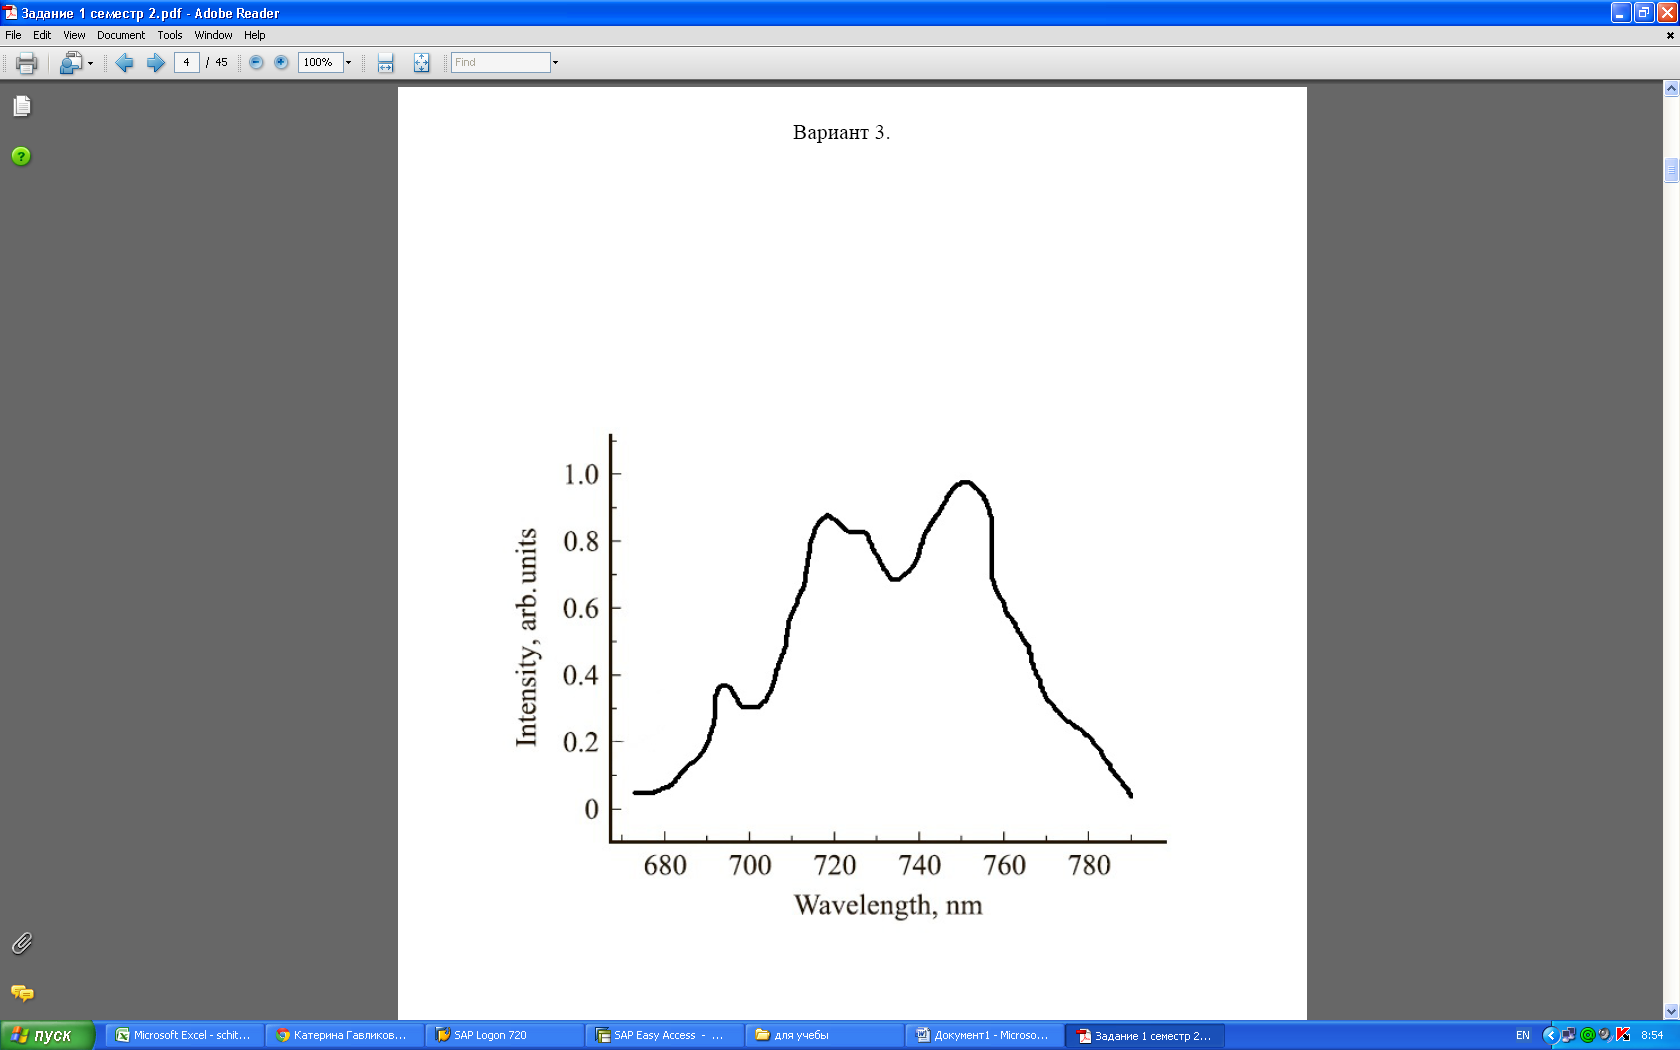 Задание 1 семестр 2.pdf - Adobe Reader
File Edit View Document Tools Window Help
4 / 45 100% Find
Вариант 3.
1.0
0.8
0.6
0.4
0.2
0
Intensity, arb. units
680 700 720 740 760 780
Wavelength, nm
пуск Microsoft Excel - schit... Катерина Гавликов... SAP Logon 720 SAP Easy Access - ... для учебы Документ1 - Microso... Задание 1 семестр 2... EN 8:54